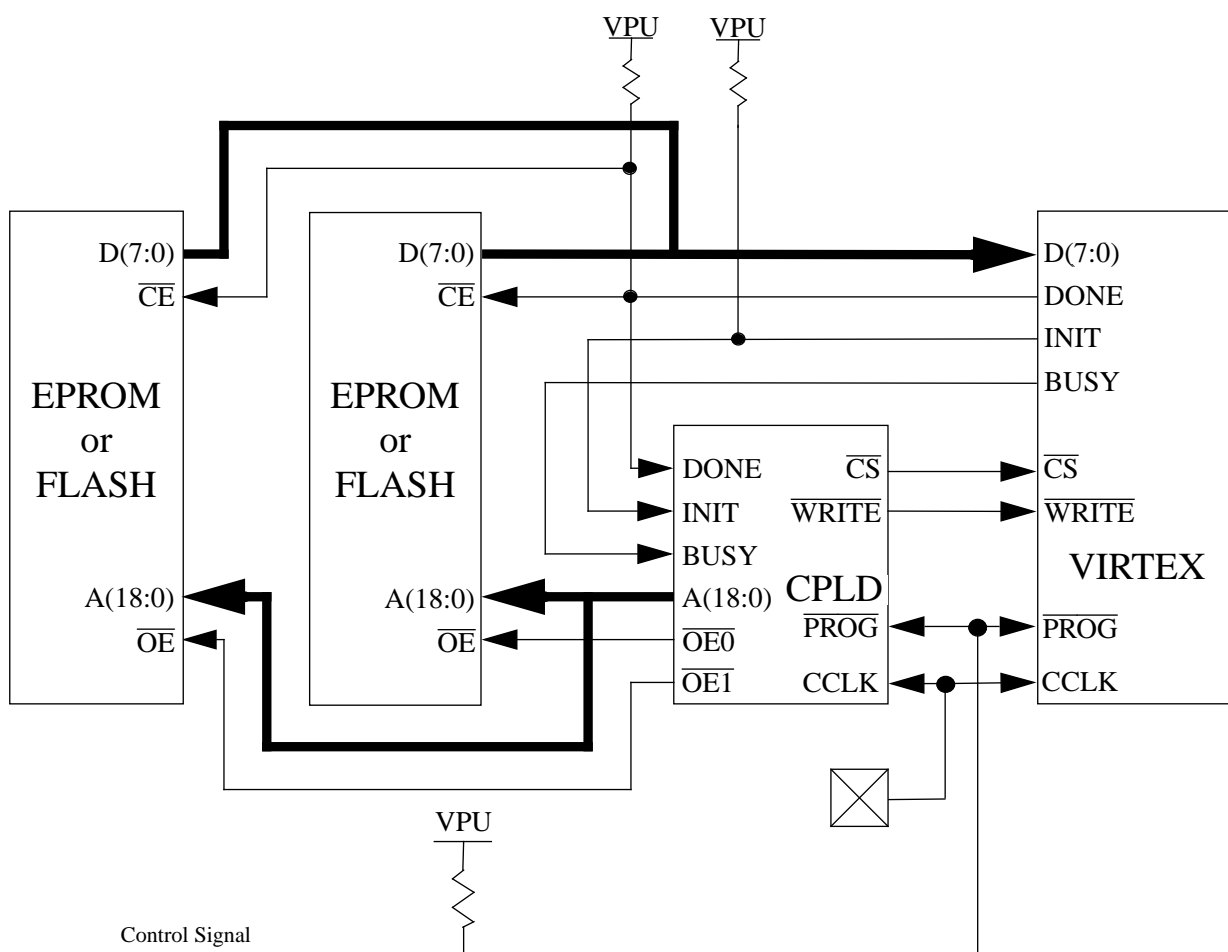 VPU
VPU
D(7:0)
CE
EPROM
or
FLASH
A(18:0)
OE
D(7:0)
CE
EPROM
or
FLASH
A(18:0)
OE
DONE
INIT
BUSY
A(18:0)
OE0
OE1
CS
WRITE
CPLD
PROG
CCLK
D(7:0)
DONE
INIT
BUSY
CS
WRITE
VIRTEX
PROG
CCLK
VPU
Control Signal